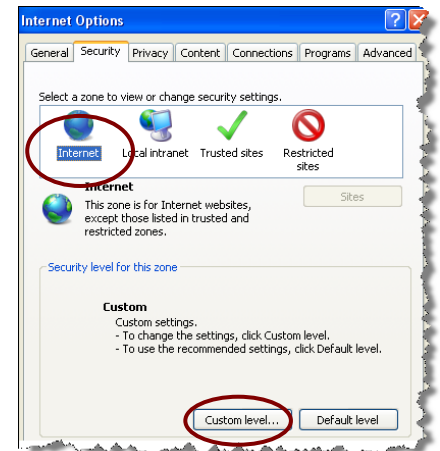 Internet Options
General Security Privacy Content Connections Programs Advanced
Select a zone to view or change security settings.
Internet Local intranet Trusted sites Restricted
sites
Internet
This zone is for Internet websites,
except those listed in trusted and
restricted zones.
Sites
Security level for this zone
Custom
Custom settings.
- To change the settings, click Custom level.
- To use the recommended settings, click Default level.
Custom level... Default level